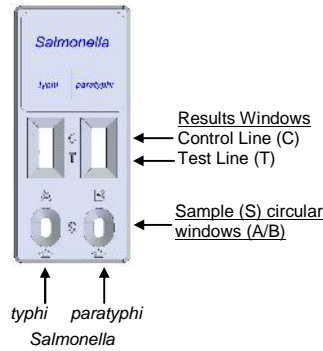 Salmonella
typhi paratyphi
C
T
A B
S
Results Windows
Control Line (C)
Test Line (T)
Sample (S) circular
windows (A/B)
typhi paratyphi
Salmonella